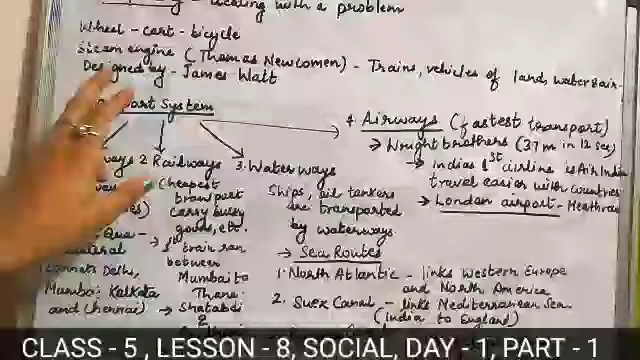 dealing with a problem
Wheel - cart - bicycle
Steam engine (Thomas Newcomen) - Trains, vehicles of land, water & air.
Designed by - James Watt
port System
4. Airways (fastest transport)
→ Wright brothers (37 m in 12 sec)
→ Indias 1st airline is Air India
travel easier with countries
→ London airport - Heathrow
ways
2. Railways
Cheapest
transport
carry bulky
goods, etc.
→ 1st train ran
between
Mumbai to
Thane
→ Shatabdi
&
3. Waterways
Ships, oil tankers
are transported
by waterways
→ Sea Routes
1. North Atlantic - links Western Europe
and North America
2. Suez Canal - links Mediterranean Sea.
(India to England)
Qua-
lateral
Connects Delhi,
Mumbai Kolkata
and Chennai)
CLASS - 5 , LESSON - 8, SOCIAL, DAY - 1, PART - 1